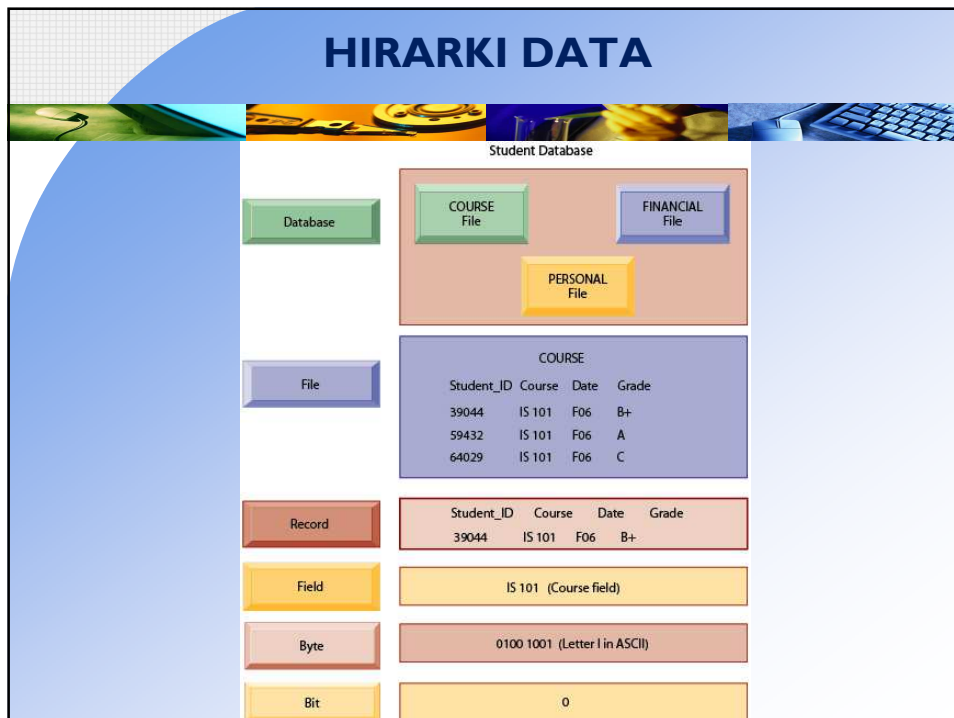 HIRARKI DATA
Student Database
Database
COURSE
File
FINANCIAL
File
PERSONAL
File
File
COURSE
Student_ID Course Date Grade
39044 IS 101 F06 B+
59432 IS 101 F06 A
64029 IS 101 F06 C
Record
Student_ID Course Date Grade
39044 IS 101 F06 B+
Field
IS 101 (Course field)
Byte
0100 1001 (Letter I in ASCII)
Bit
0